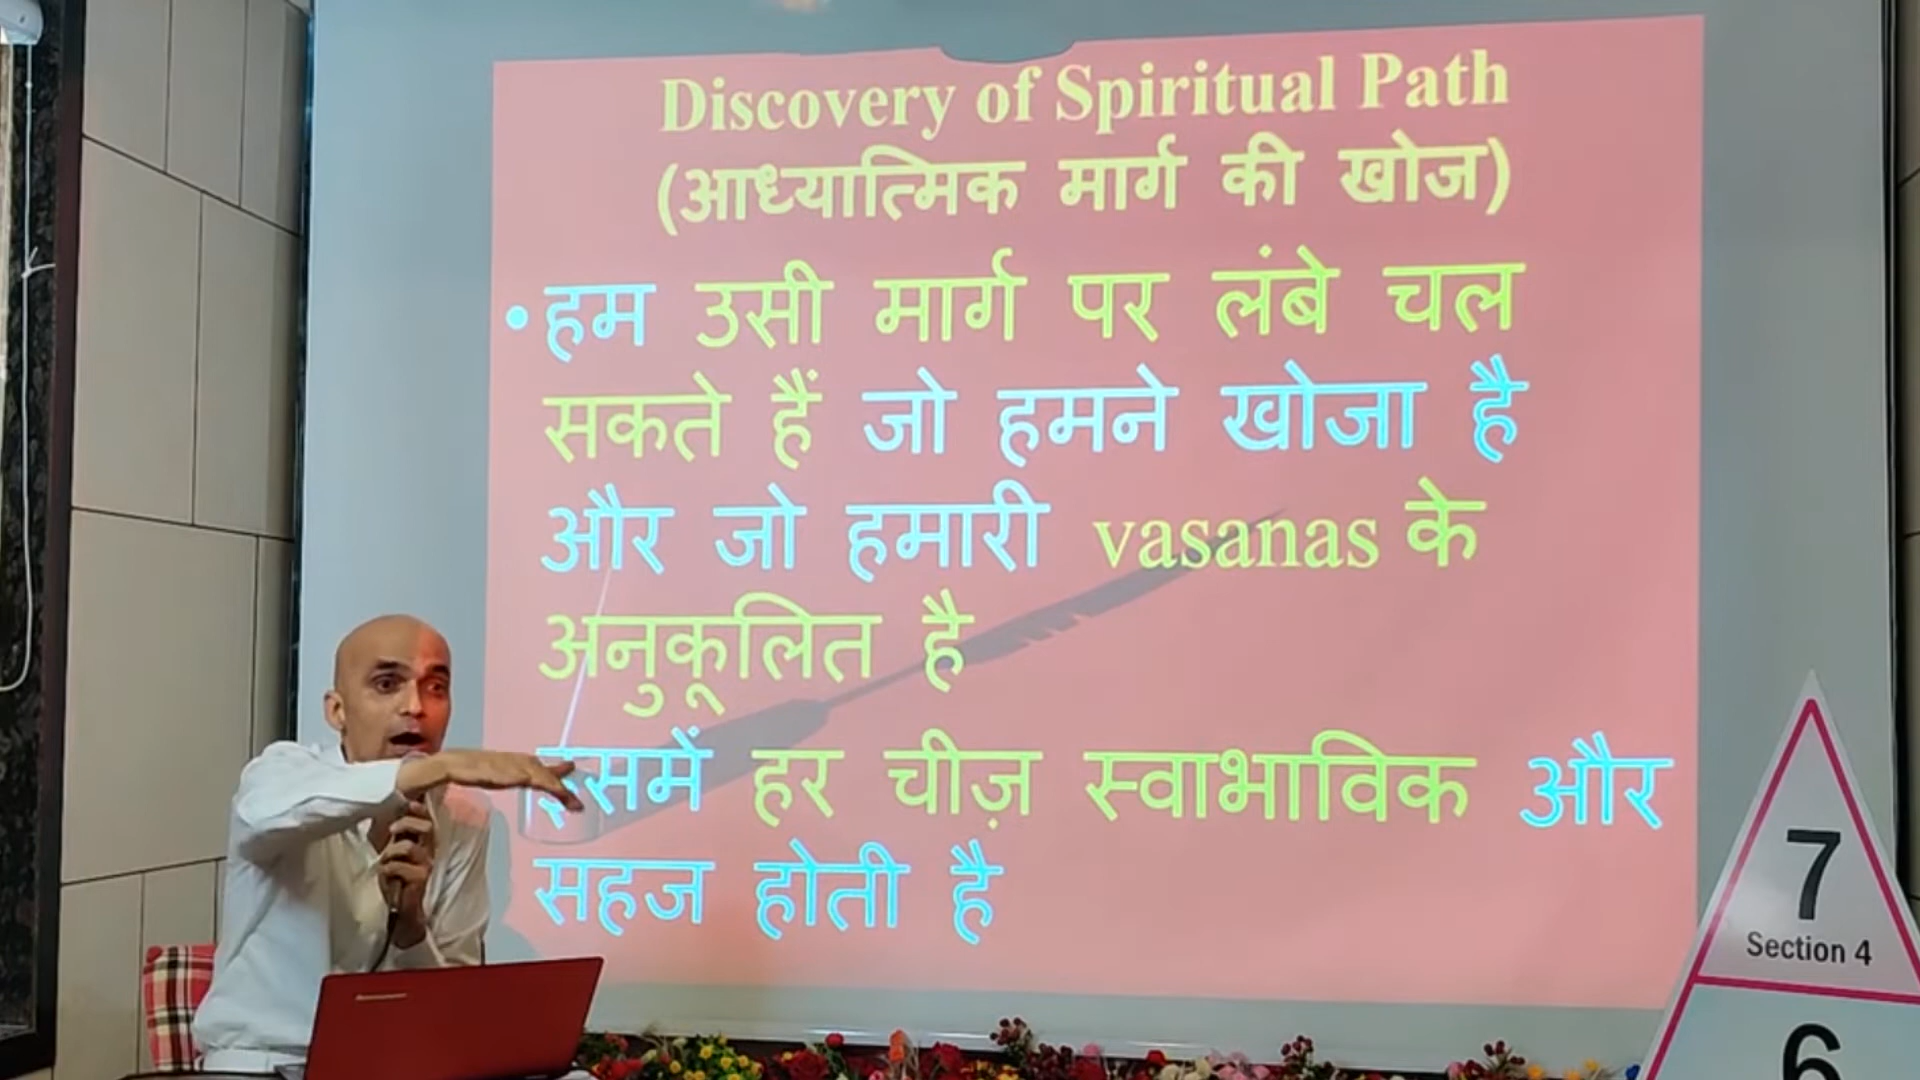 Discovery of Spiritual Path
(आध्यात्मिक मार्ग की खोज)
• हम उसी मार्ग पर लंबे चल
सकते हैं जो हमने खोजा है
और जो हमारी vasanas के
अनुकूलित है
इसमें हर चीज़ स्वाभाविक और
सहज होती है
7
Section 4
6